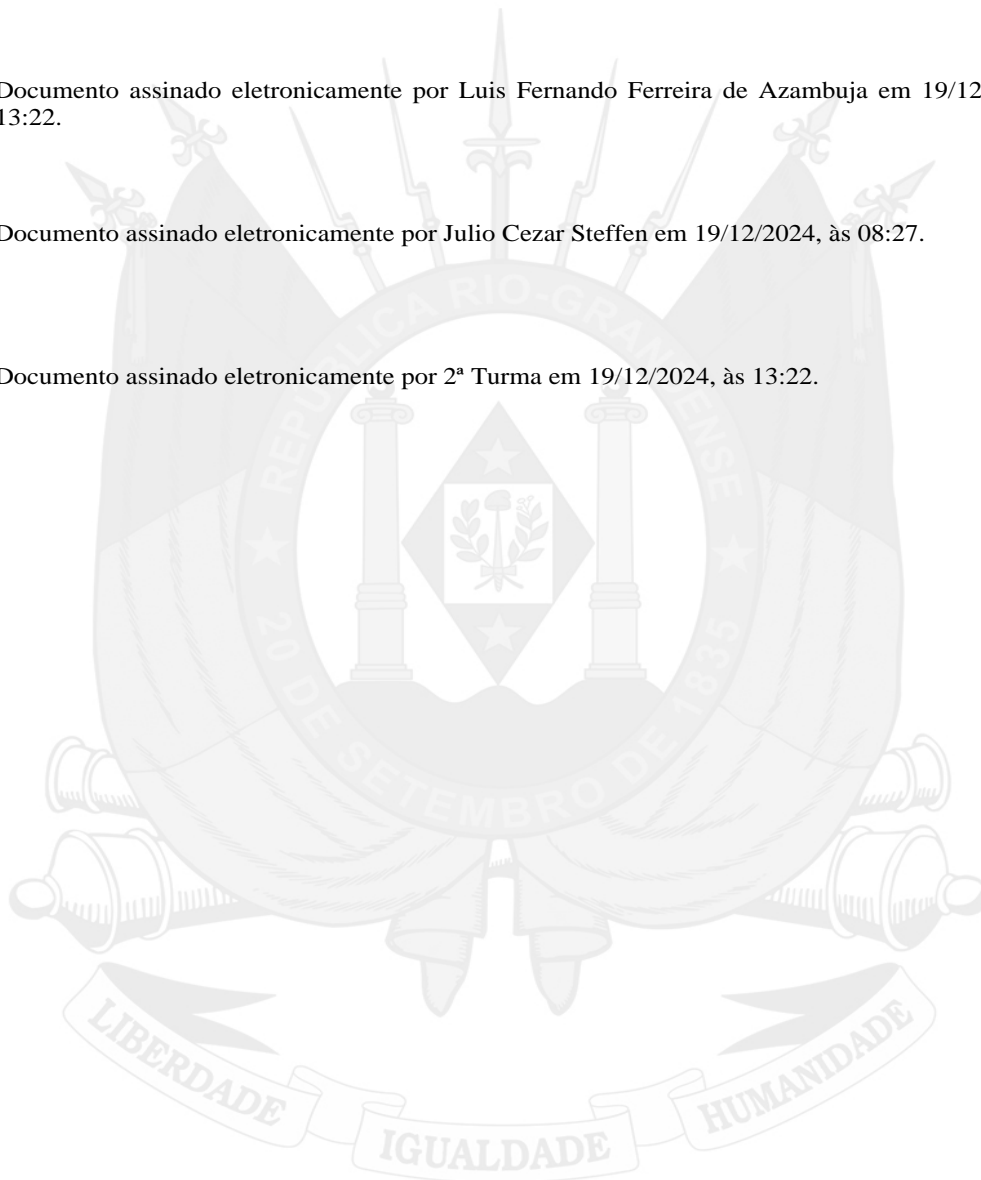 Documento assinado eletronicamente por Luis Fernando Ferreira de Azambuja em 19/12
13:22.
Documento assinado eletronicamente por Julio Cezar Steffen em 19/12/2024, às 08:27.
Documento assinado eletronicamente por 2ª Turma em 19/12/2024, às 13:22.
REPUBLICA RIO-GRANDENSE
★ 20 DE SETEMBRO DE 1835 ★
LIBERDADE
IGUALDADE
HUMANIDADE